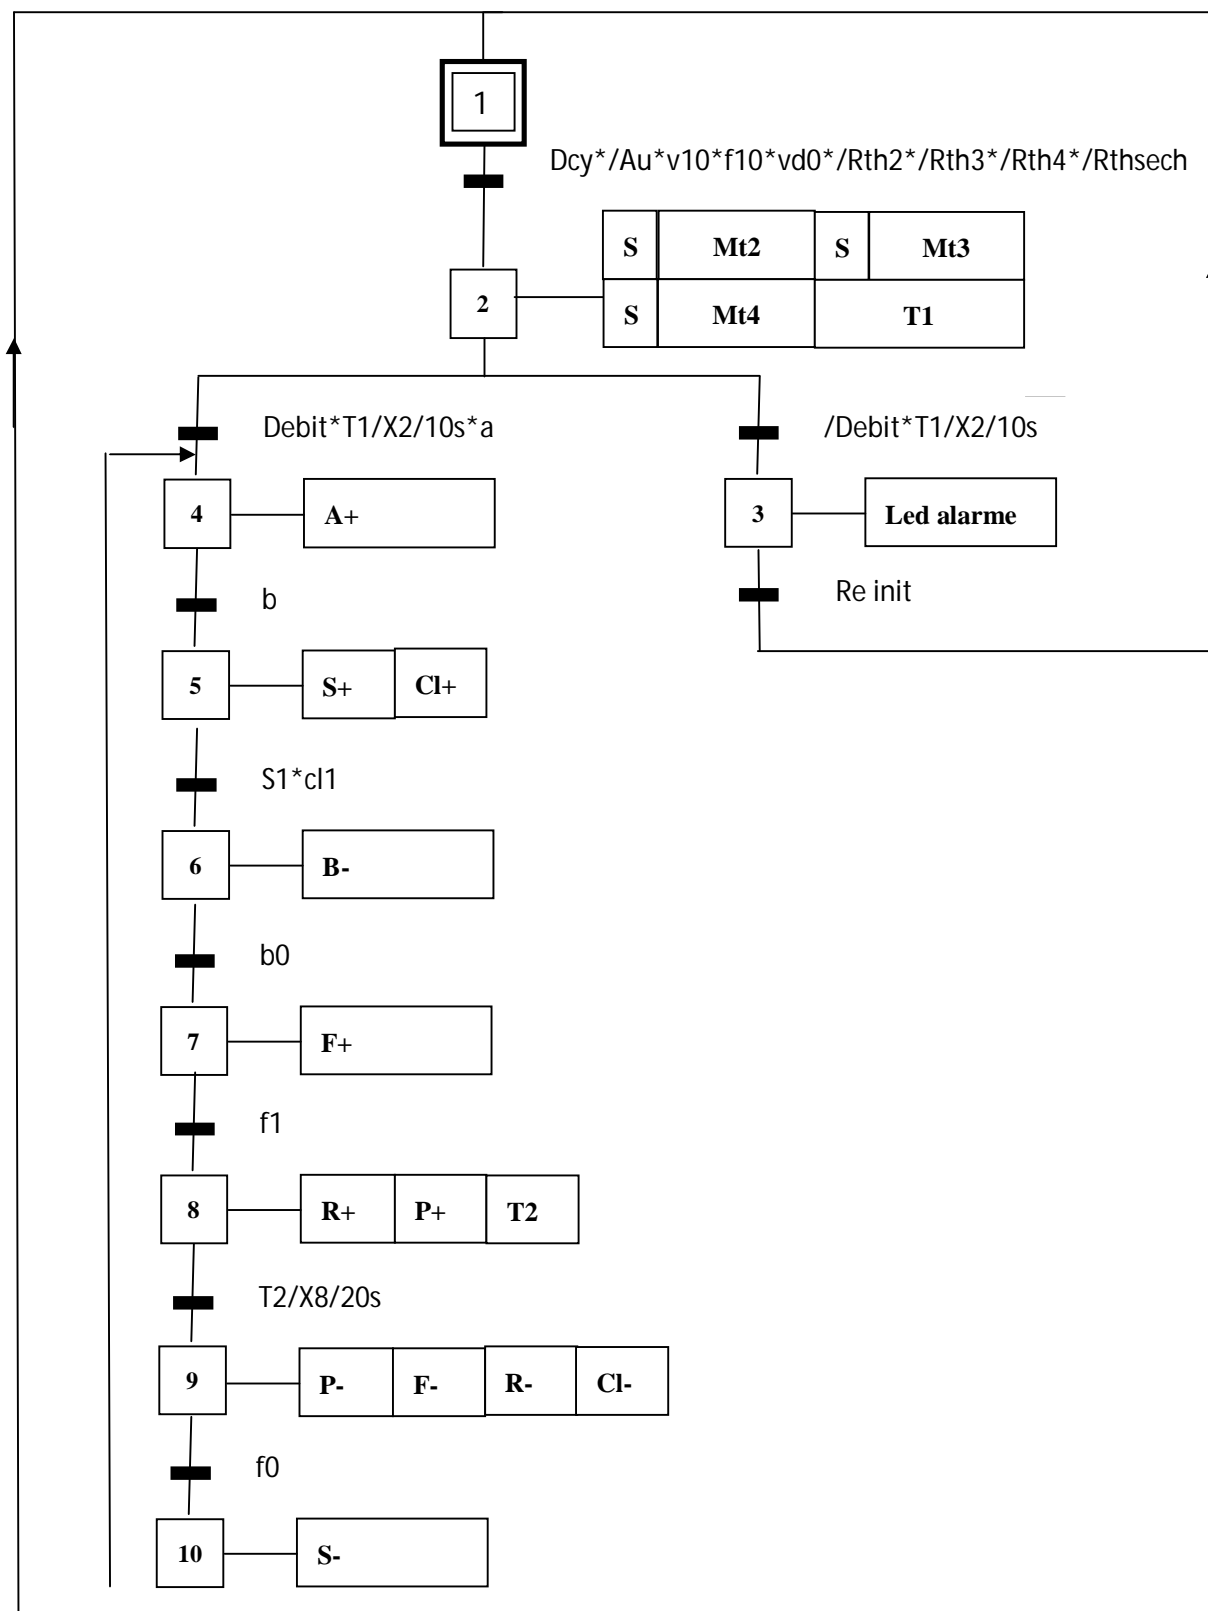 1
Dcy*/Au*v10*f10*vd0*/Rth2*/Rth3*/Rth4*/Rthsech
S Mt2 S Mt3
2
S Mt4 T1
Debit*T1/X2/10s*a
/Debit*T1/X2/10s
4 A+
3 Led alarme
b
Re init
5 S+ Cl+
S1*cl1
6 B-
b0
7 F+
f1
8 R+ P+ T2
T2/X8/20s
9 P- F- R- Cl-
f0
10 S-